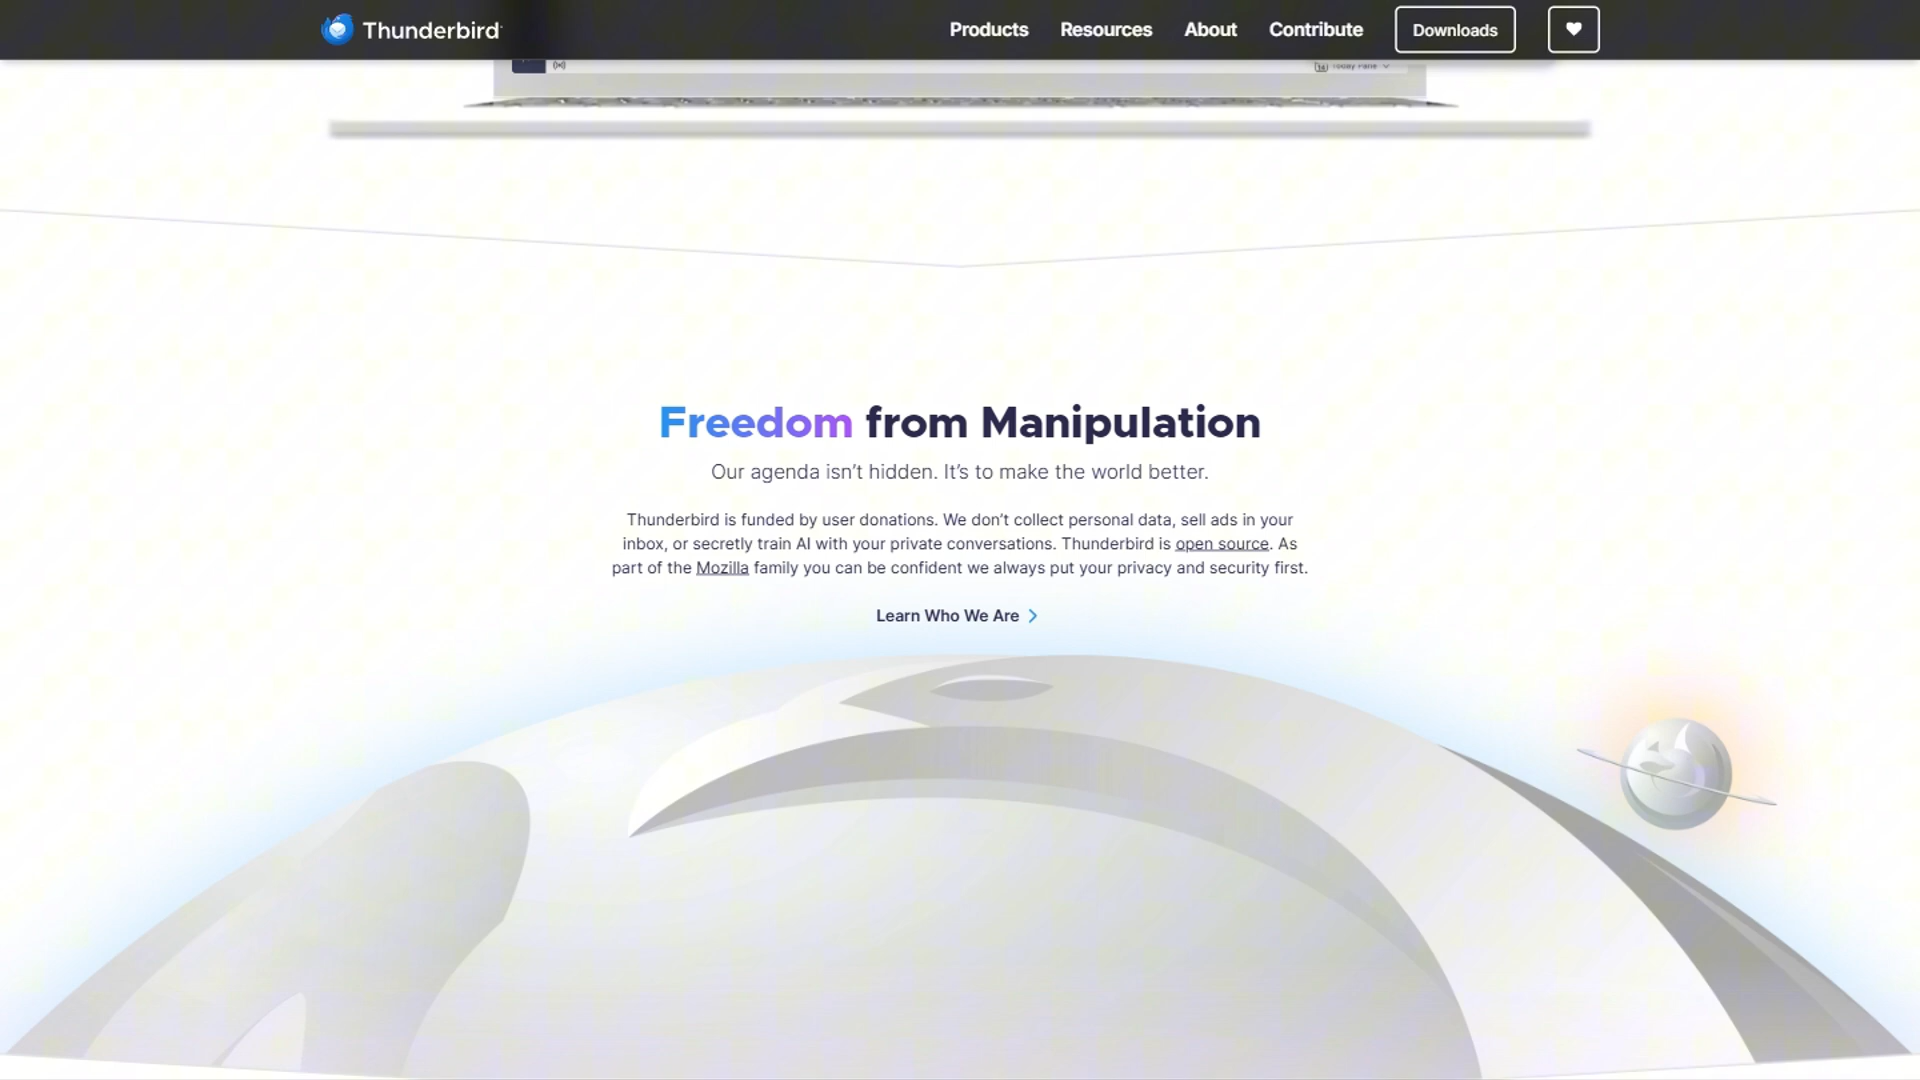 Thunderbird
Products Resources About Contribute Downloads
Today Pane
Freedom from Manipulation
Our agenda isn’t hidden. It’s to make the world better.
Thunderbird is funded by user donations. We don’t collect personal data, sell ads in your
inbox, or secretly train AI with your private conversations. Thunderbird is open source. As
part of the Mozilla family you can be confident we always put your privacy and security first.
Learn Who We Are